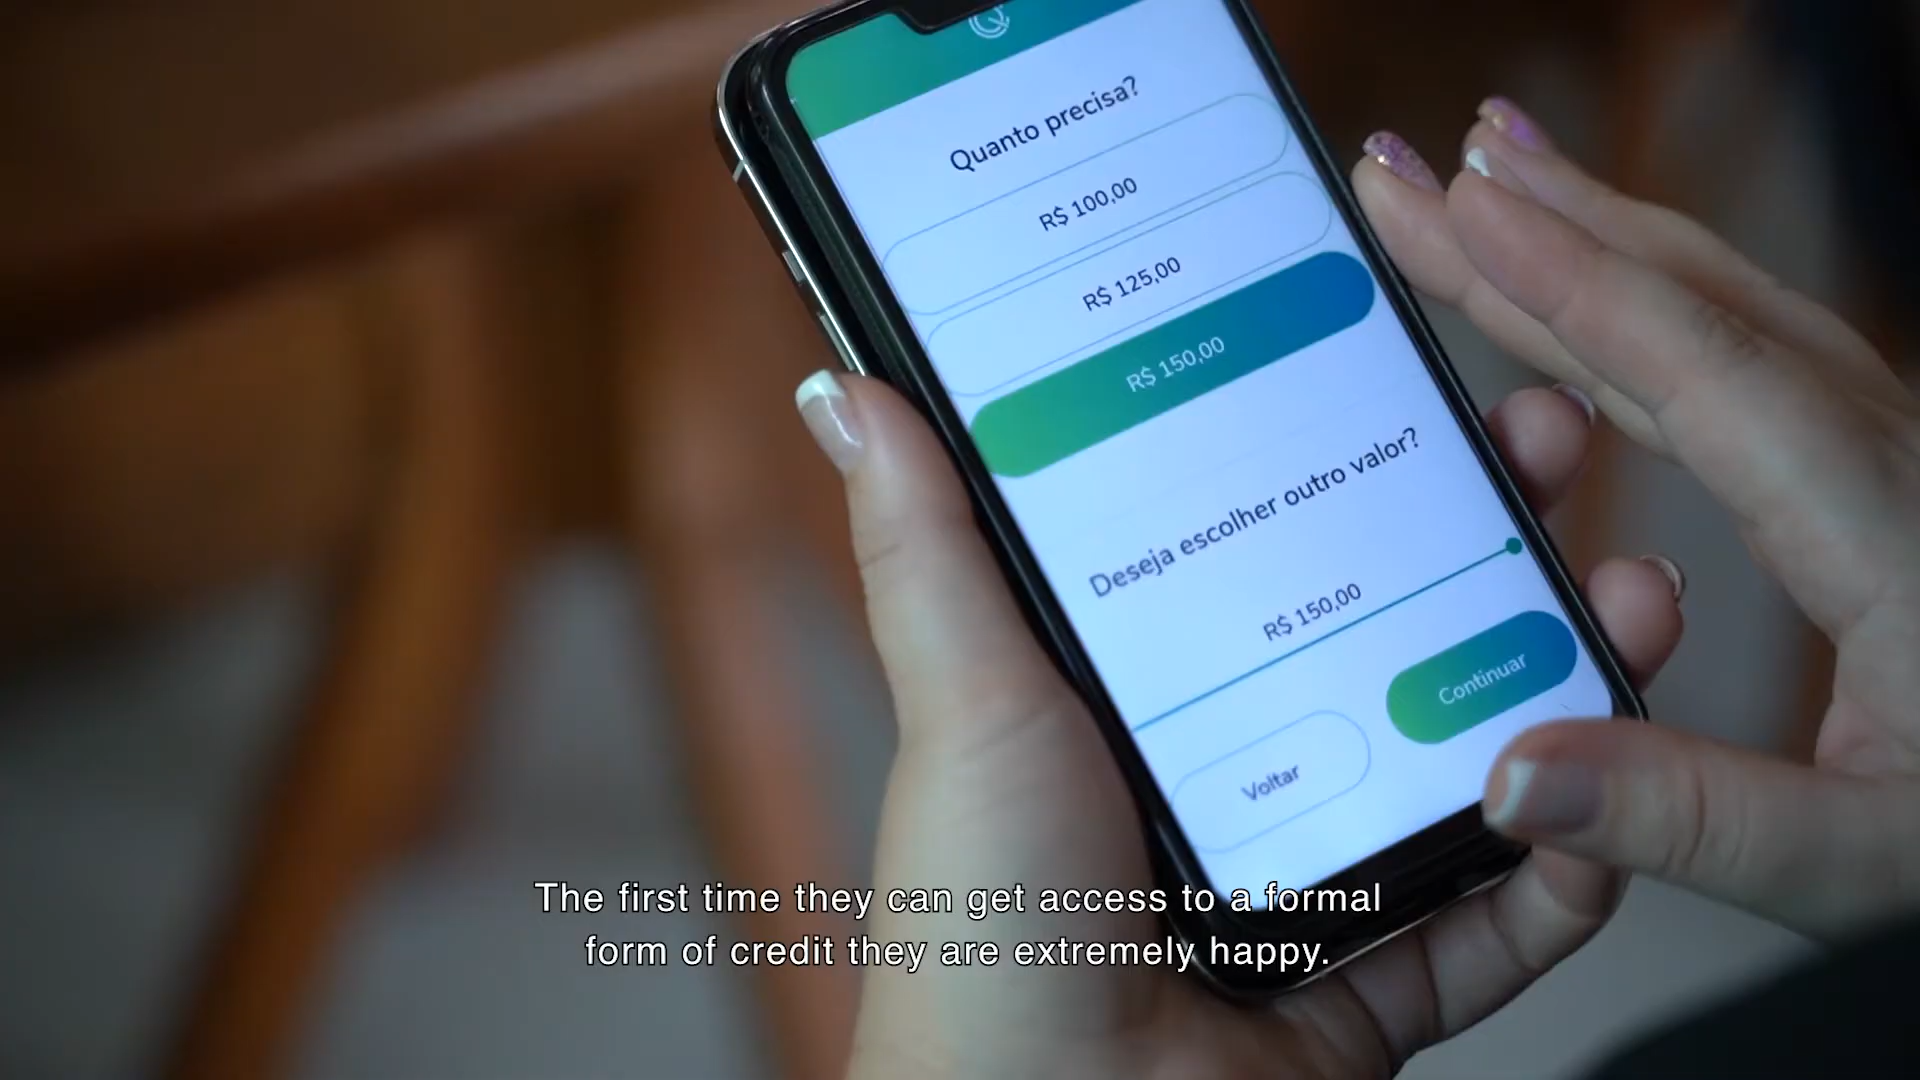 Quanto precisa?
R$ 100,00
R$ 125,00
R$ 150,00
Deseja escolher outro valor?
R$ 150,00
Continuar
Voltar
The first time they can get access to a formal
form of credit they are extremely happy.